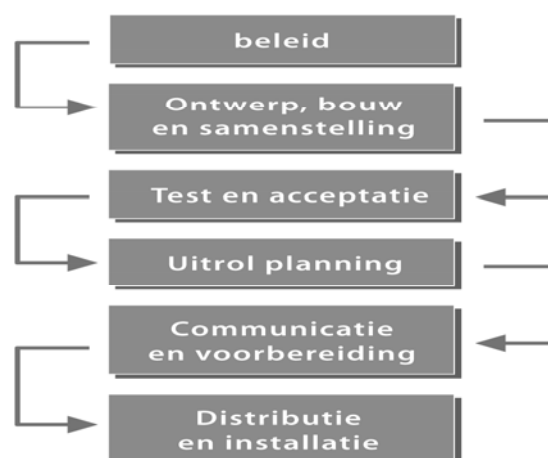 beleid
Ontwerp, bouw
en samenstelling
Test en acceptatie
Uitrol planning
Communicatie
en voorbereiding
Distributie
en installatie